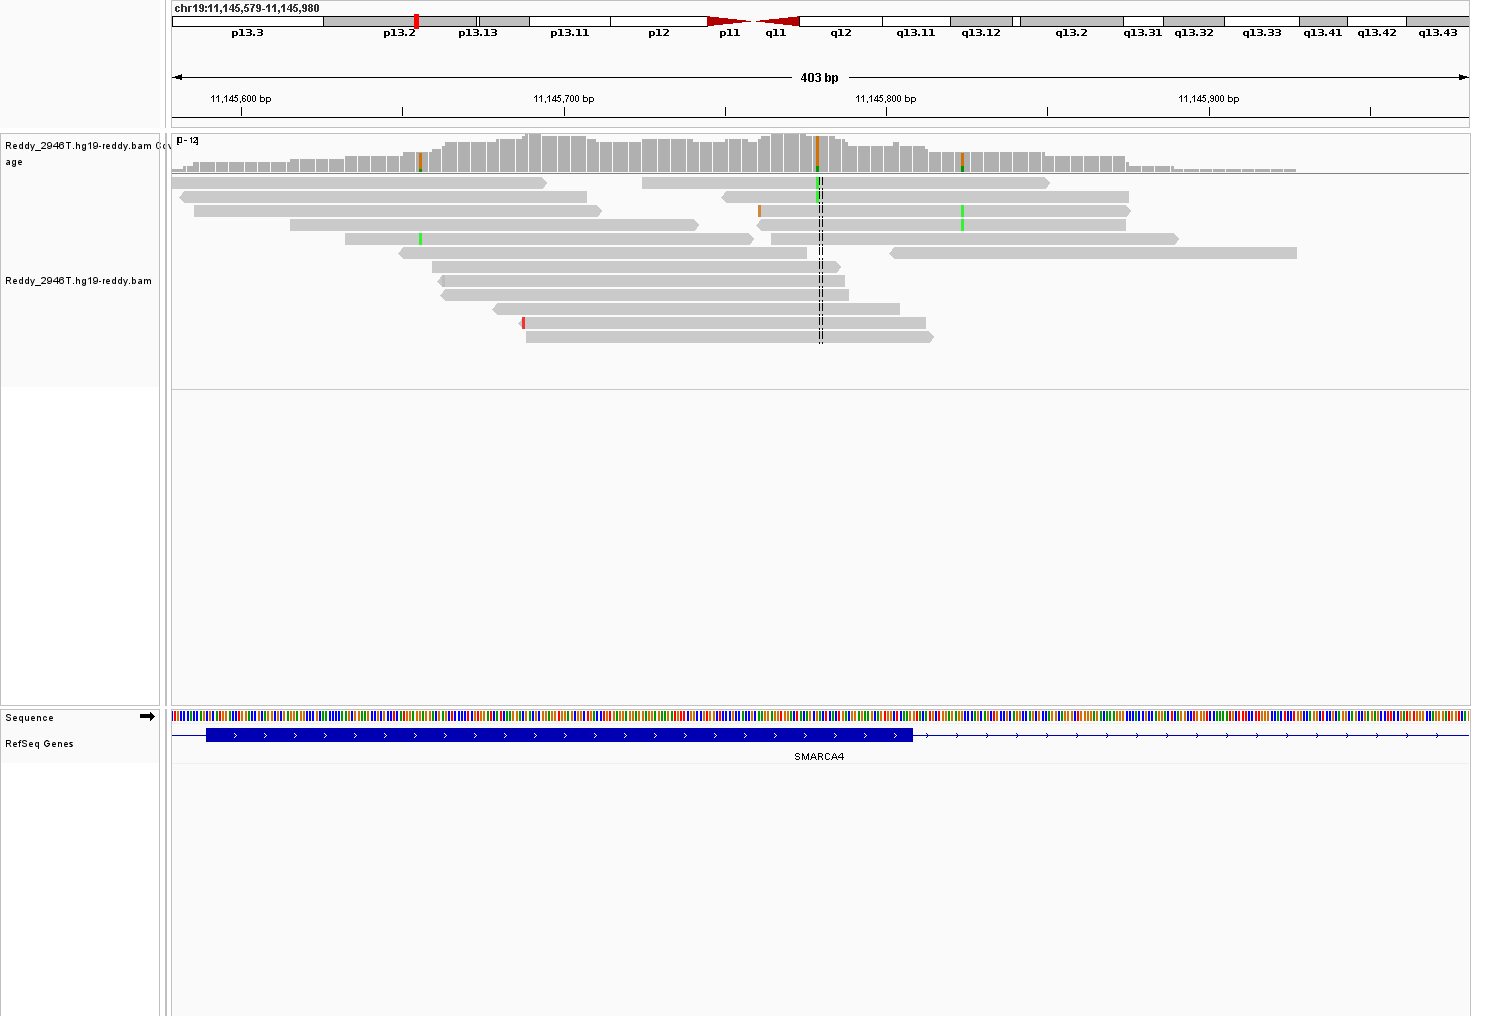 chr19:11,145,579-11,145,980
p13.3 p13.2 p13.13 p13.11 p12 p11 q11 q12 q13.11 q13.12 q13.2 q13.31 q13.32 q13.33 q13.41 q13.42 q13.43
403 bp
11,145,600 bp 11,145,700 bp 11,145,800 bp 11,145,900 bp
[0 - 12]
Reddy_2946T.hg19-reddy.bam Cov
age
Reddy_2946T.hg19-reddy.bam
Sequence
RefSeq Genes
SMARCA4